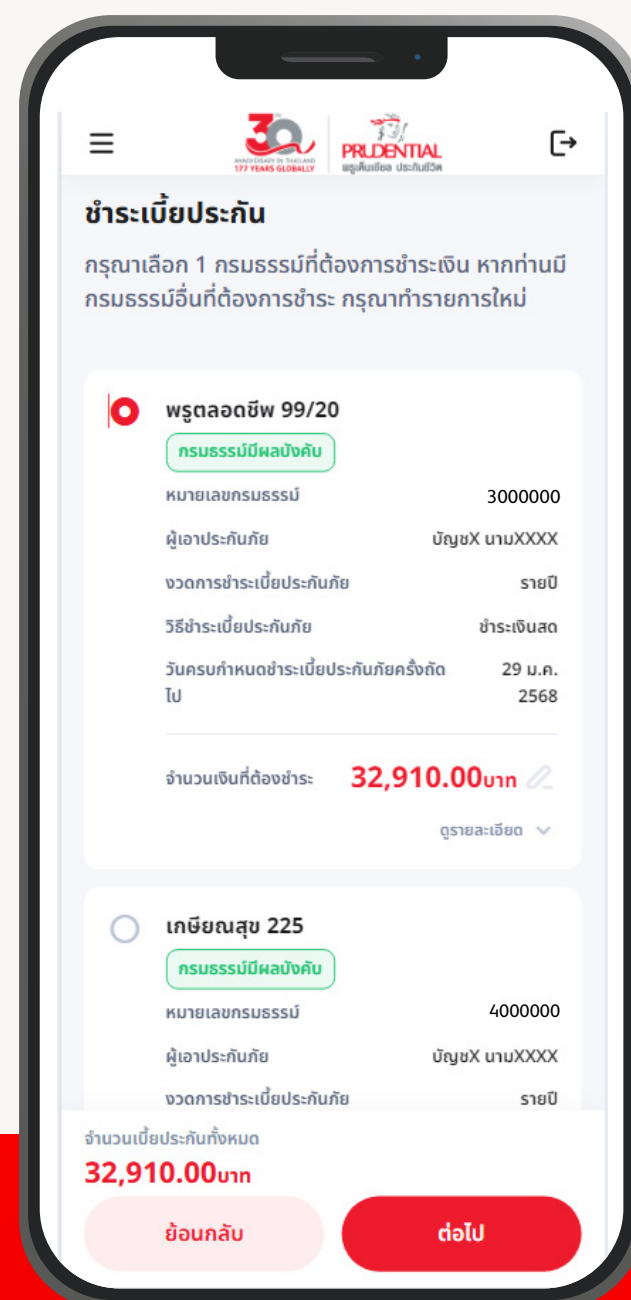 30TH
ANNIVERSARY IN THAILAND
177 YEARS GLOBALLY
PRUDENTIAL
พรูเด็นเชียล ประกันชีวิต
ชำระเบี้ยประกัน
กรุณาเลือก 1 กรมธรรม์ที่ต้องการชำระเงิน หากท่านมี
กรมธรรม์อื่นที่ต้องการชำระ กรุณาทำรายการใหม่
พรูตลอดชีพ 99/20
กรมธรรม์มีผลบังคับ
หมายเลขกรมธรรม์ 3000000
ผู้เอาประกันภัย บัญชX นามXXXX
งวดการชำระเบี้ยประกันภัย รายปี
วิธีชำระเบี้ยประกันภัย ชำระเงินสด
วันครบกำหนดชำระเบี้ยประกันภัยครั้งถัด 29 ม.ค.
ไป 2568
จำนวนเงินที่ต้องชำระ 32,910.00บาท
ดูรายละเอียด
เกษียณสุข 225
กรมธรรม์มีผลบังคับ
หมายเลขกรมธรรม์ 4000000
ผู้เอาประกันภัย บัญชX นามXXXX
งวดการชำระเบี้ยประกันภัย รายปี
จำนวนเบี้ยประกันทั้งหมด
32,910.00บาท
ย้อนกลับ ต่อไป